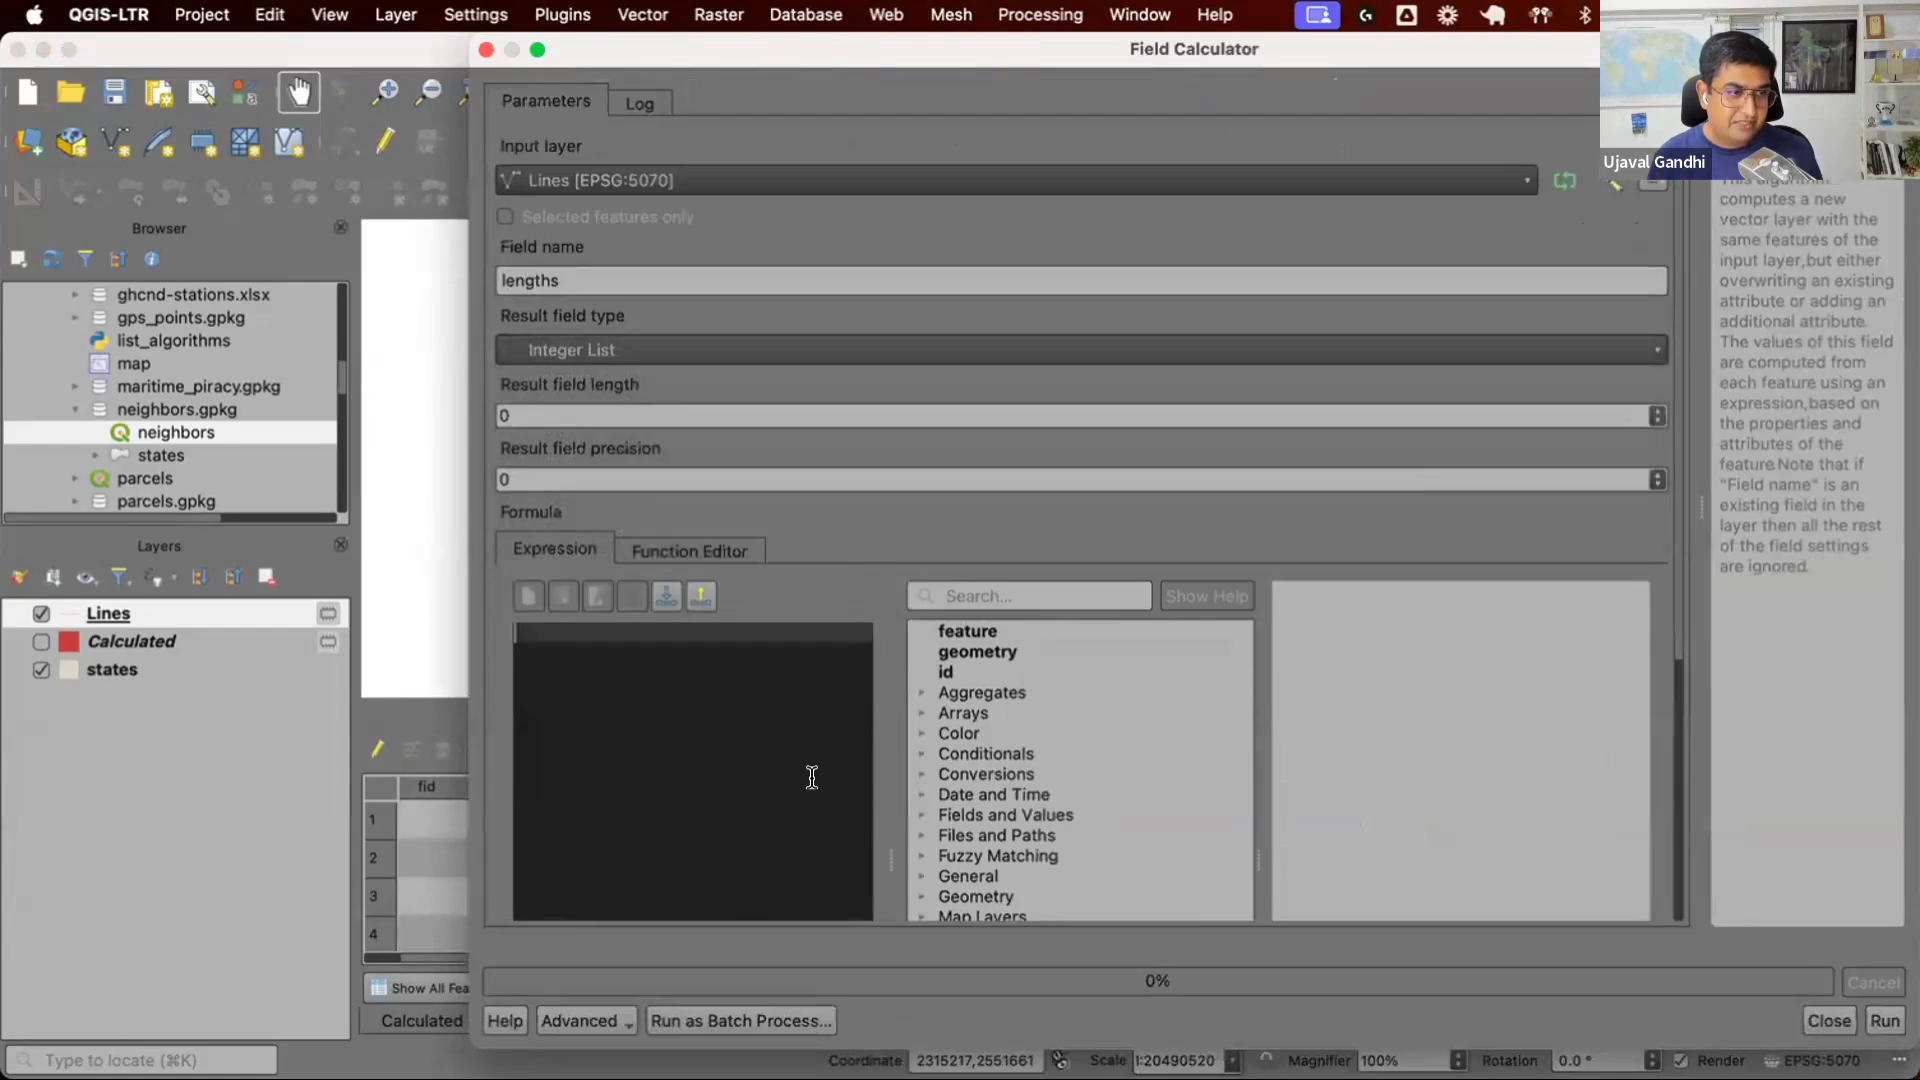 QGIS-LTR Project Edit View Layer Settings Plugins Vector Raster Database Web Mesh Processing Window Help
Field Calculator
Ujaval Gandhi
Parameters
Log
Input layer
Lines [EPSG:5070]
Selected features only
Field name
lengths
Result field type
Integer List
Result field length
0
Result field precision
0
Formula
Expression
Function Editor
Search...
Show Help
feature
geometry
id
Aggregates
Arrays
Color
Conditionals
Conversions
Date and Time
Fields and Values
Files and Paths
Fuzzy Matching
General
Geometry
Map Layers
This algorithm
computes a new
vector layer with the
same features of the
input layer,but either
overwriting an existing
attribute or adding an
additional attribute.
The values of this field
are computed from
each feature using an
expression,based on
the properties and
attributes of the
feature.Note that if
"Field name" is an
existing field in the
layer then all the rest
of the field settings
are ignored.
0%
Cancel
Help
Advanced
Run as Batch Process...
Close
Run
Browser
ghcnd-stations.xlsx
gps_points.gpkg
list_algorithms
map
maritime_piracy.gpkg
neighbors.gpkg
neighbors
states
parcels
parcels.gpkg
Layers
Lines
Calculated
states
fid
1
2
3
4
Show All Fea
Calculated
Type to locate (⌘K)
Coordinate 2315217,2551661
Scale 1:20490520
Magnifier 100%
Rotation 0.0 °
Render
EPSG:5070